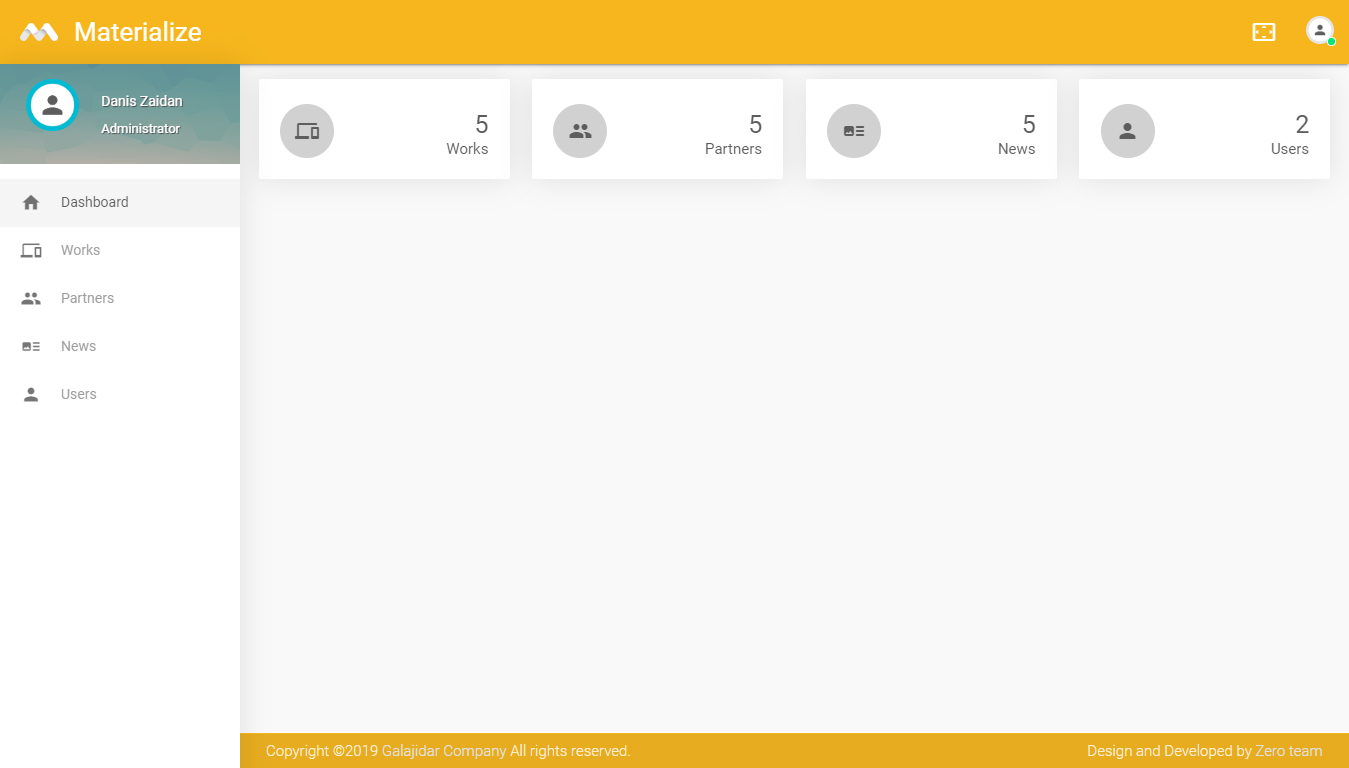 Materialize
Danis Zaidan
Administrator
Dashboard
Works
Partners
News
Users
5
Works
5
Partners
5
News
2
Users
Copyright ©2019 Galajidar Company All rights reserved.
Design and Developed by Zero team